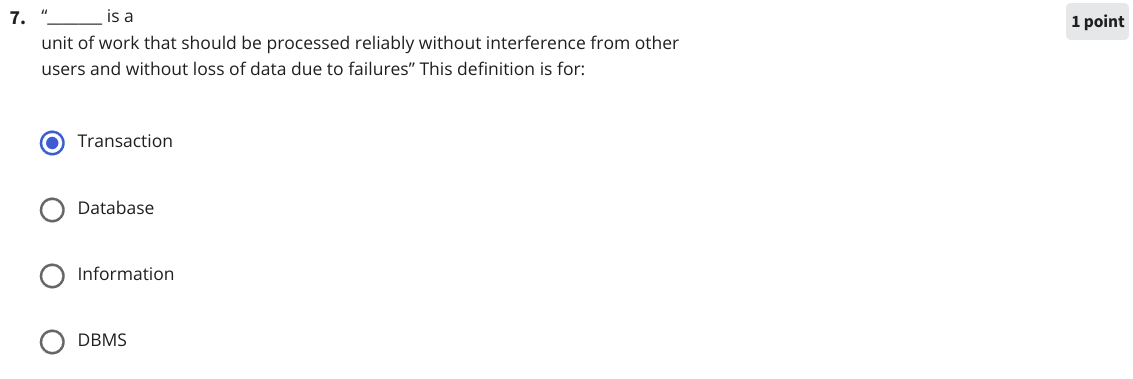 7. “______ is a
1 point
unit of work that should be processed reliably without interference from other
users and without loss of data due to failures” This definition is for:
Transaction
Database
Information
DBMS